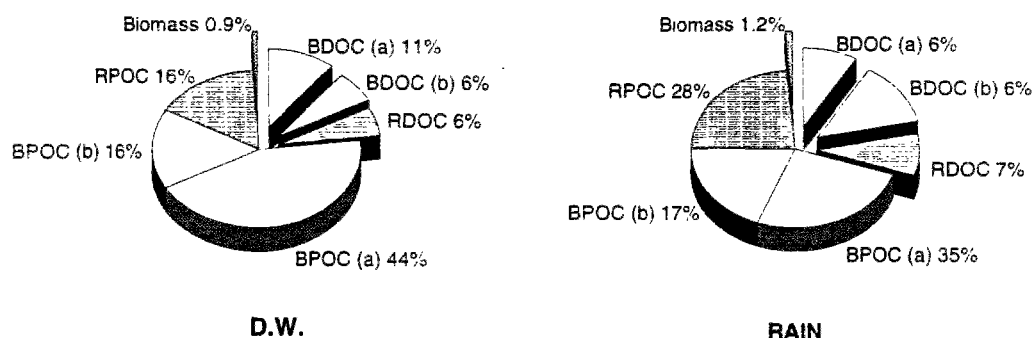 Biomass 0.9%
BDOC (a) 11%
BDOC (b) 6%
RDOC 6%
BPOC (a) 44%
BPOC (b) 16%
RPOC 16%
D.W.
Biomass 1.2%
BDOC (a) 6%
BDOC (b) 6%
RDOC 7%
BPOC (a) 35%
BPOC (b) 17%
RPOC 28%
RAIN